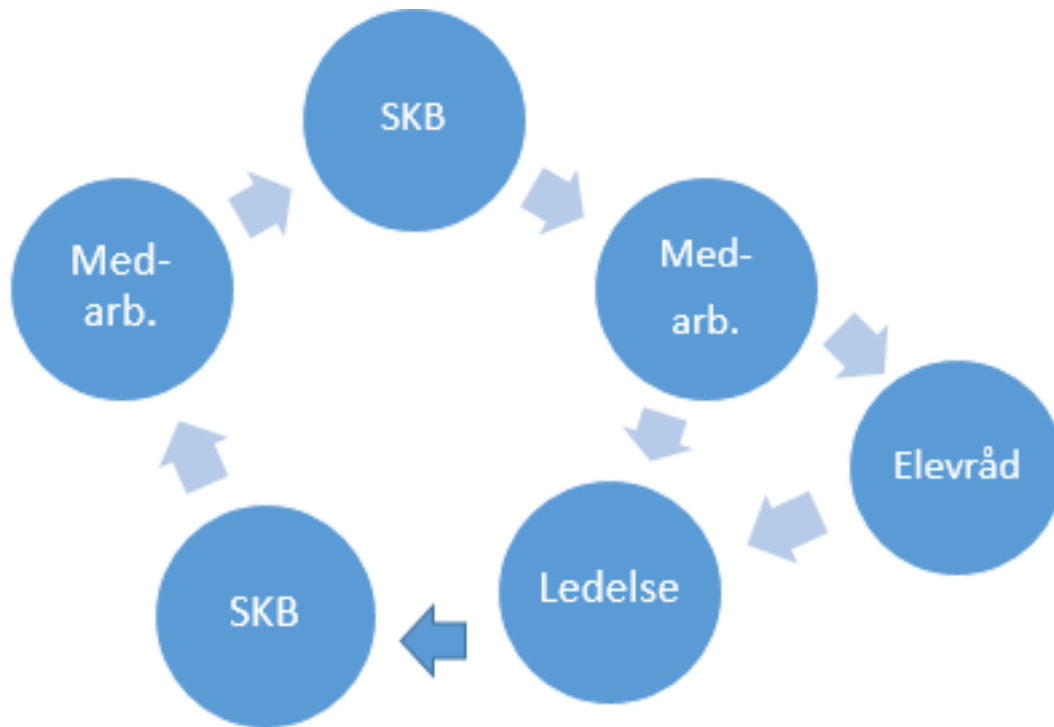 SKB
Med-
arb.
Med-
arb.
Elevråd
Ledelse
SKB